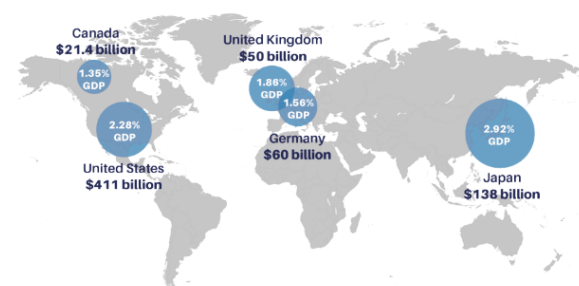 Canada
$21.4 billion
1.35%
GDP
United Kingdom
$50 billion
1.86%
GDP
1.56%
GDP
Germany
$60 billion
2.28%
GDP
United States
$411 billion
2.92%
GDP
Japan
$138 billion